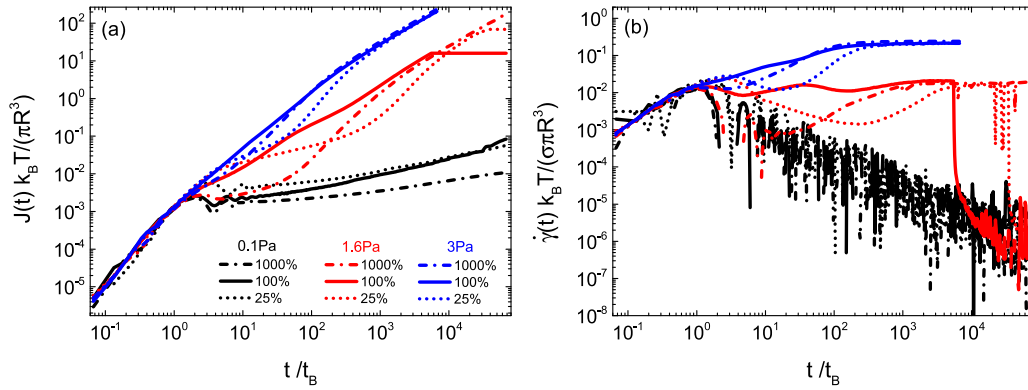 (a)
J(t) k_B T/(πR³)
10²
10¹
10⁰
10⁻¹
10⁻²
10⁻³
10⁻⁴
10⁻⁵
0.1Pa 1.6Pa 3Pa
1000% 1000% 1000%
100% 100% 100%
25% 25% 25%
10⁻¹ 10⁰ 10¹ 10² 10³ 10⁴
t /t_B
(b)
γ̇(t) k_B T/(σπR³)
10⁰
10⁻¹
10⁻²
10⁻³
10⁻⁴
10⁻⁵
10⁻⁶
10⁻⁷
10⁻⁸
10⁻¹ 10⁰ 10¹ 10² 10³ 10⁴
t /t_B